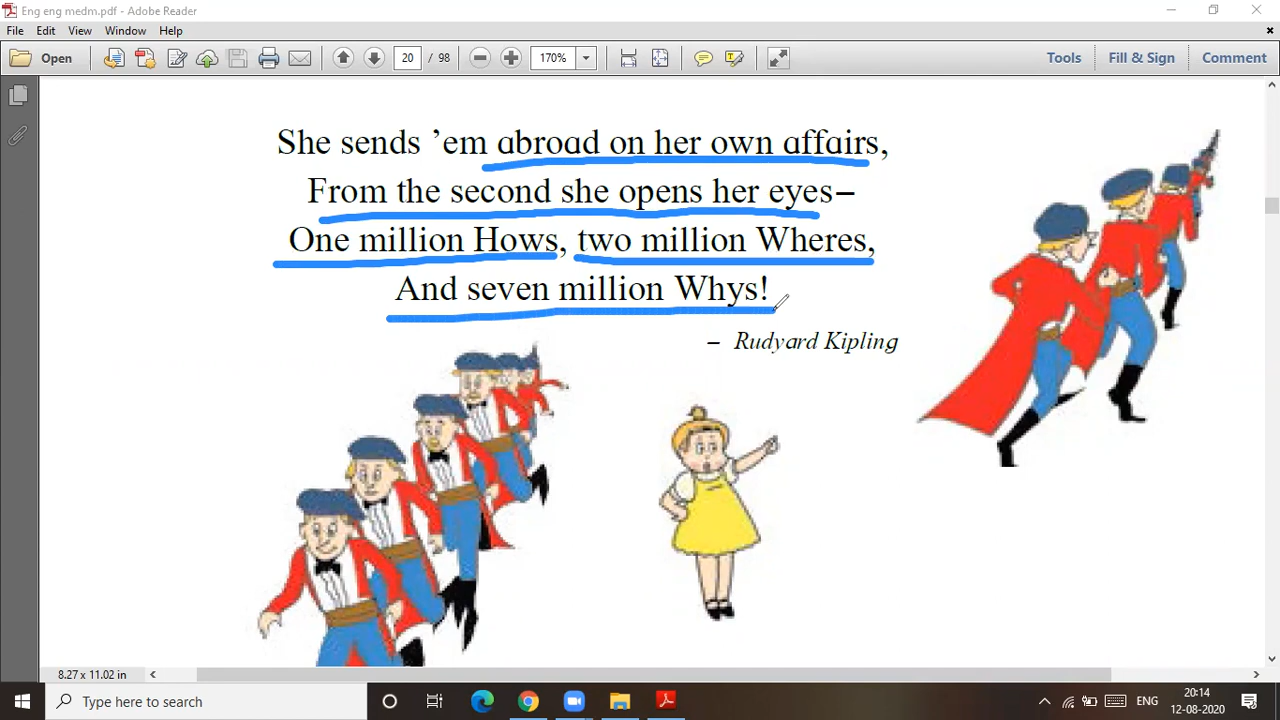 Eng eng medm.pdf - Adobe Reader
File Edit View Window Help
Open 20 / 98 170% Tools Fill & Sign Comment
She sends ’em abroad on her own affairs,
From the second she opens her eyes–
One million Hows, two million Wheres,
And seven million Whys!
– Rudyard Kipling
8.27 x 11.02 in
Type here to search
ENG
20:14
12-08-2020